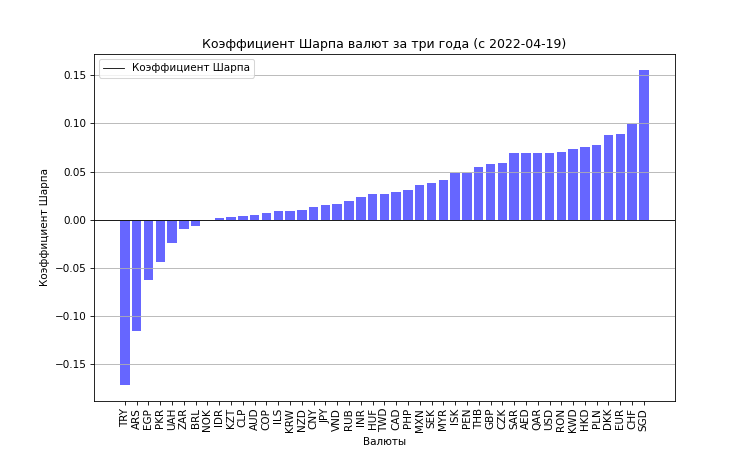 Коэффициент Шарпа валют за три года (с 2022-04-19)
Коэффициент Шарпа
0.15
0.10
0.05
0.00
−0.05
−0.10
−0.15
Коэффициент Шарпа
TRY
ARS
EGP
PKR
UAH
ZAR
BRL
NOK
IDR
KZT
CLP
AUD
COP
ILS
KRW
NZD
CNY
JPY
VND
RUB
INR
HUF
TWD
CAD
PHP
MXN
SEK
MYR
ISK
PEN
THB
GBP
CZK
SAR
AED
QAR
USD
RON
KWD
HKD
PLN
DKK
EUR
CHF
SGD
Валюты